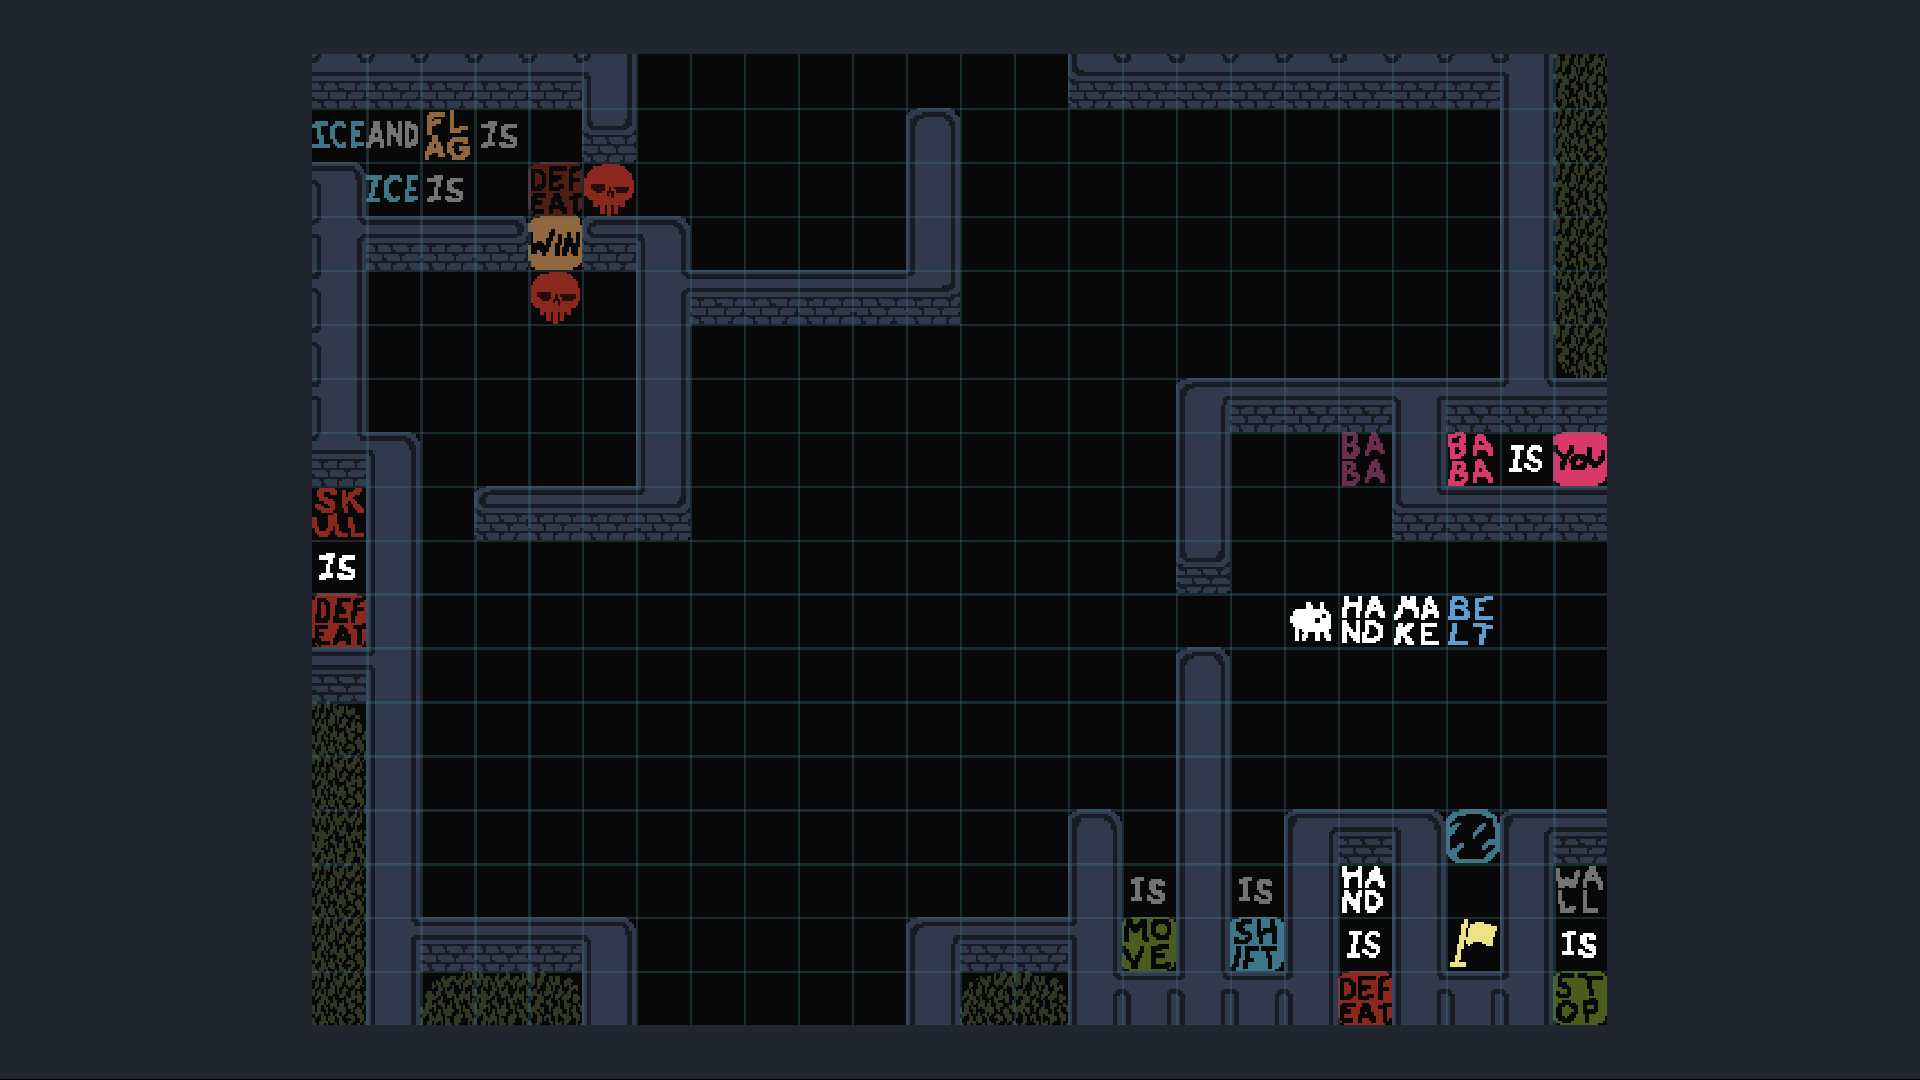 ICE AND FLAG IS
ICE IS DEFEAT
WIN
BABA BABA IS YOU
SKULL
IS
DEFEAT
HAND MAKE BELT
IS IS HAND WALL
MOVE SHIFT IS IS
DEFEAT STOP